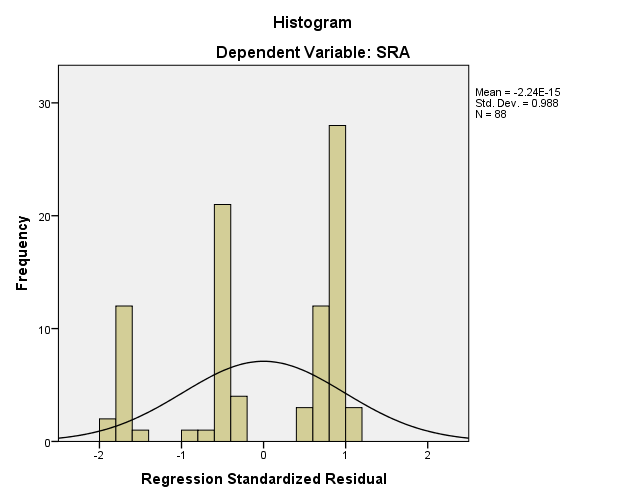 Histogram
Dependent Variable: SRA
Mean = -2.24E-15
Std. Dev. = 0.988
N = 88
30
20
10
0
Frequency
-2 -1 0 1 2
Regression Standardized Residual